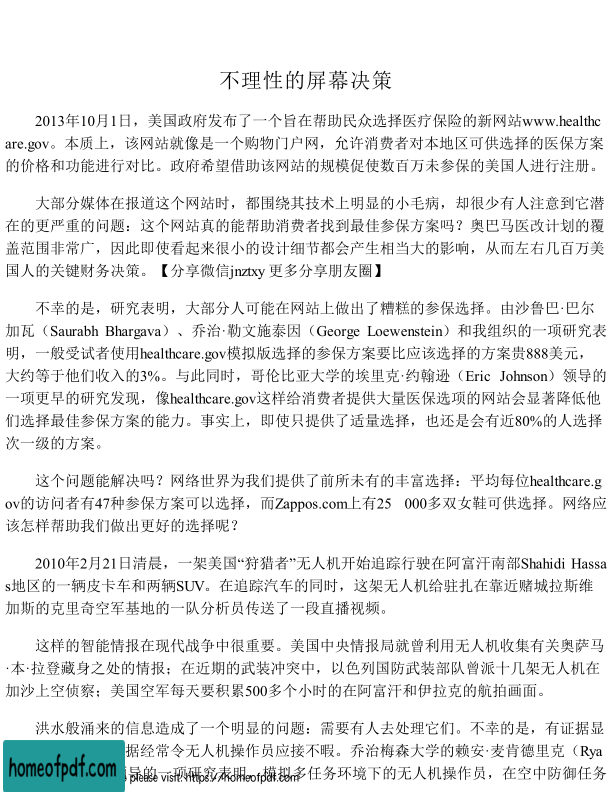 不理性的屏幕决策
2013年10月1日，美国政府发布了一个旨在帮助民众选择医疗保险的新网站www.healthc
are.gov。本质上，该网站就像是一个购物门户网，允许消费者对本地区可供选择的医保方案
的价格和功能进行对比。政府希望借助该网站的规模促使数百万未参保的美国人进行注册。
大部分媒体在报道这个网站时，都围绕其技术上明显的小毛病，却很少有人注意到它潜
在的更严重的问题：这个网站真的能帮助消费者找到最佳参保方案吗？奥巴马医改计划的覆
盖范围非常广，因此即使看起来很小的设计细节都会产生相当大的影响，从而左右几百万美
国人的关键财务决策。【分享微信jnztxy 更多分享朋友圈】
不幸的是，研究表明，大部分人可能在网站上做出了糟糕的参保选择。由沙鲁巴·巴尔
加瓦（Saurabh Bhargava）、乔治·勒文施泰因（George Loewenstein）和我组织的一项研究表
明，一般受试者使用healthcare.gov模拟版选择的参保方案要比应该选择的方案贵888美元，
大约等于他们收入的3%。与此同时，哥伦比亚大学的埃里克·约翰逊（Eric Johnson）领导的
一项更早的研究发现，像healthcare.gov这样给消费者提供大量医保选项的网站会显著降低他
们选择最佳参保方案的能力。事实上，即使只提供了适量选择，也还是会有近80%的人选择
次一级的方案。
这个问题能解决吗？网络世界为我们提供了前所未有的丰富选择：平均每位healthcare.g
ov的访问者有47种参保方案可以选择，而Zappos.com上有25 000多双女鞋可供选择。网络应
该怎样帮助我们做出更好的选择呢？
2010年2月21日清晨，一架美国“狩猎者”无人机开始追踪行驶在阿富汗南部Shahidi Hassa
s地区的一辆皮卡车和两辆SUV。在追踪汽车的同时，这架无人机给驻扎在靠近赌城拉斯维
加斯的克里奇空军基地的一队分析员传送了一段直播视频。
这样的智能情报在现代战争中很重要。美国中央情报局就曾利用无人机收集有关奥萨马
·本·拉登藏身之处的情报；在近期的武装冲突中，以色列国防武装部队曾派十几架无人机在
加沙上空侦察；美国空军每天要积累500多个小时的在阿富汗和伊拉克的航拍画面。
洪水般涌来的信息造成了一个明显的问题：需要有人去处理它们。不幸的是，有证据显
据经常令无人机操作员应接不暇。乔治梅森大学的赖安·麦肯德里克（Rya
导的一项研究表明，模拟多任务环境下的无人机操作员，在空中防御任务
homeofpdf.com
please visit: https://homeofpdf.com